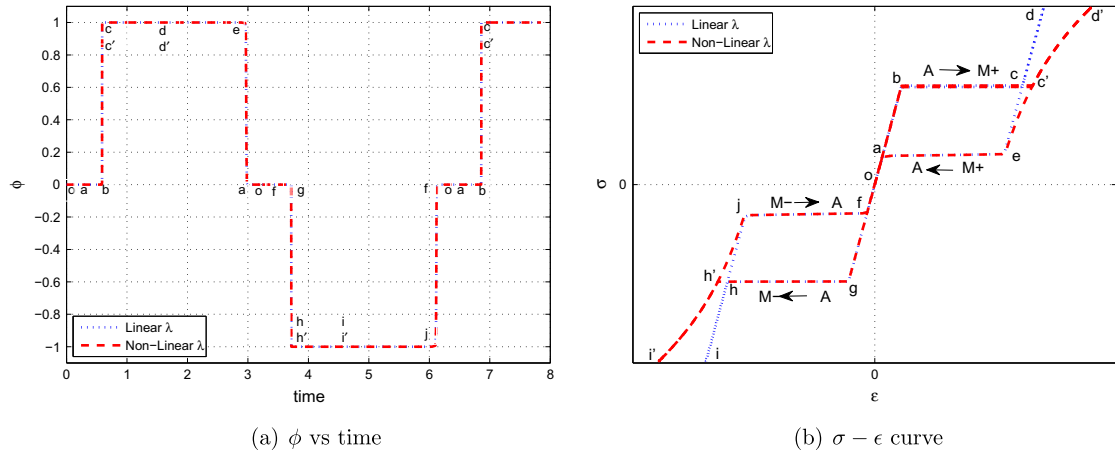 1
0.8
0.6
0.4
0.2
0
−0.2
−0.4
−0.6
−0.8
−1
ϕ
c
c′
d
d′
e
c
c′
o a b
a o f g
f o a b
h
h′
i
i′
j
Linear λ
Non−Linear λ
0 1 2 3 4 5 6 7 8
time
(a) ϕ vs time
σ
0
Linear λ
Non−Linear λ
d d'
b A M+ c c'
a
A M+ e
o
j M− A f
h' h
M− A g
i' i
0
ε
(b) σ − ϵ curve